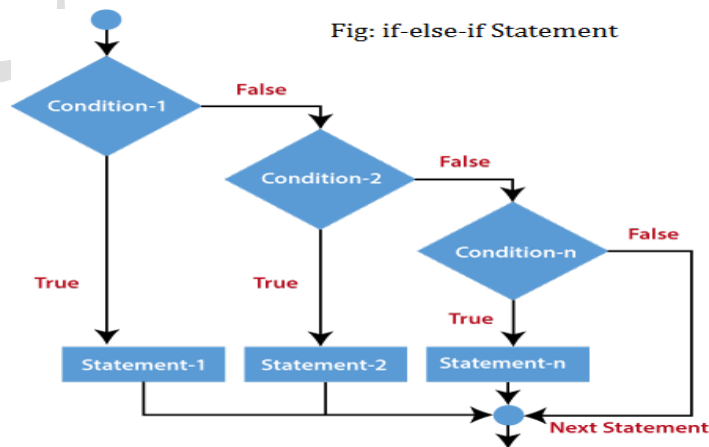 Fig: if-else-if Statement
Condition-1
False
Condition-2
False
Condition-n
False
True
True
True
Statement-1
Statement-2
Statement-n
Next Statement